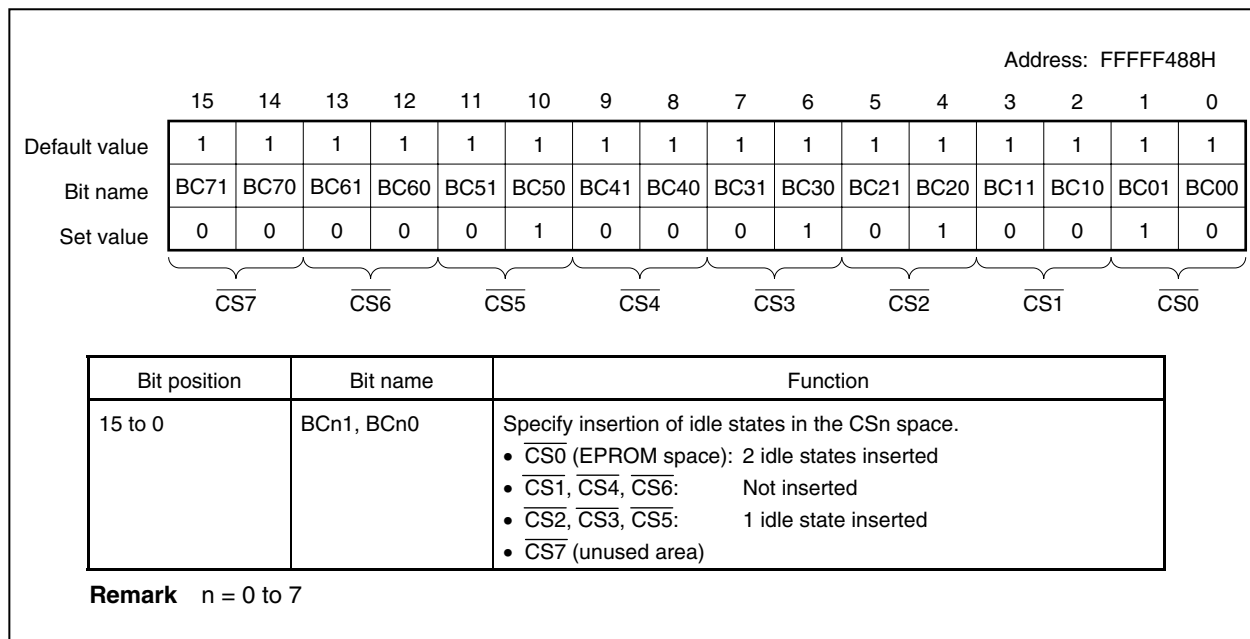 Address: FFFFF488H
15 14 13 12 11 10 9 8 7 6 5 4 3 2 1 0
Default value 1 1 1 1 1 1 1 1 1 1 1 1 1 1 1 1
Bit name BC71 BC70 BC61 BC60 BC51 BC50 BC41 BC40 BC31 BC30 BC21 BC20 BC11 BC10 BC01 BC00
Set value 0 0 0 0 0 1 0 0 0 1 0 1 0 0 1 0
CS7 CS6 CS5 CS4 CS3 CS2 CS1 CS0
Bit position Bit name Function
15 to 0 BCn1, BCn0 Specify insertion of idle states in the CSn space.
• CS0 (EPROM space): 2 idle states inserted
• CS1, CS4, CS6: Not inserted
• CS2, CS3, CS5: 1 idle state inserted
• CS7 (unused area)
Remark n = 0 to 7